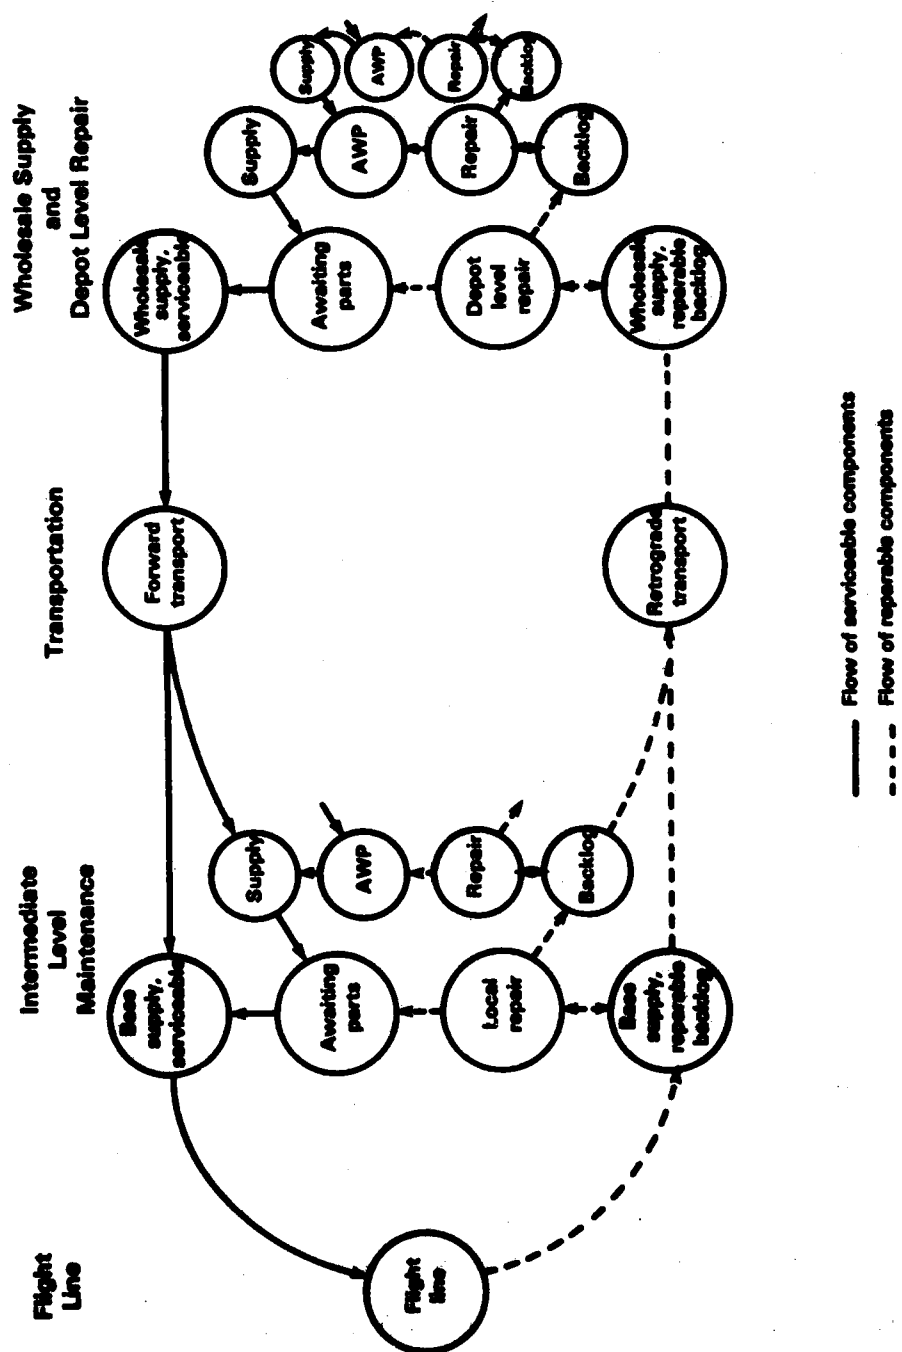 Flight
Line
Intermediate
Level
Maintenance
Transportation
Wholesale Supply
and
Depot Level Repair
Flight
line
Base
supply,
serviceable
Awaiting
parts
Local
repair
Base
supply,
reparable
backlog
Supply
AWP
Repair
Backlog
Forward
transport
Retrograde
transport
Wholesale
supply,
serviceable
Awaiting
parts
Depot
level
repair
Wholesale
supply,
reparable
backlog
Supply
AWP
Repair
Backlog
Supply
AWP
Repair
Backlog
Flow of serviceable components
Flow of reparable components